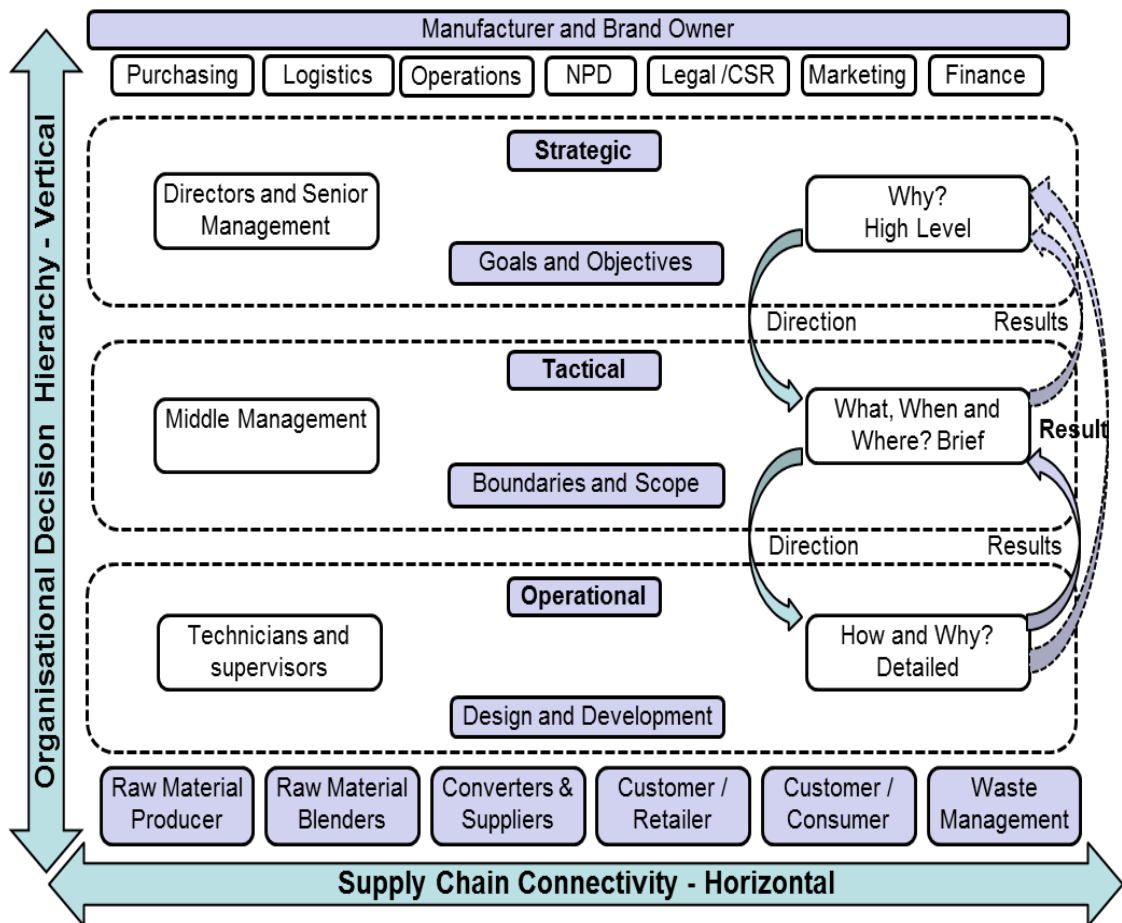 Manufacturer and Brand Owner
Purchasing
Logistics
Operations
NPD
Legal /CSR
Marketing
Finance
Organisational Decision Hierarchy - Vertical
Strategic
Directors and Senior
Management
Why?
High Level
Goals and Objectives
Direction
Results
Tactical
Middle Management
What, When and
Where? Brief
Result
Boundaries and Scope
Direction
Results
Operational
Technicians and
supervisors
How and Why?
Detailed
Design and Development
Raw Material
Producer
Raw Material
Blenders
Converters &
Suppliers
Customer /
Retailer
Customer /
Consumer
Waste
Management
Supply Chain Connectivity - Horizontal